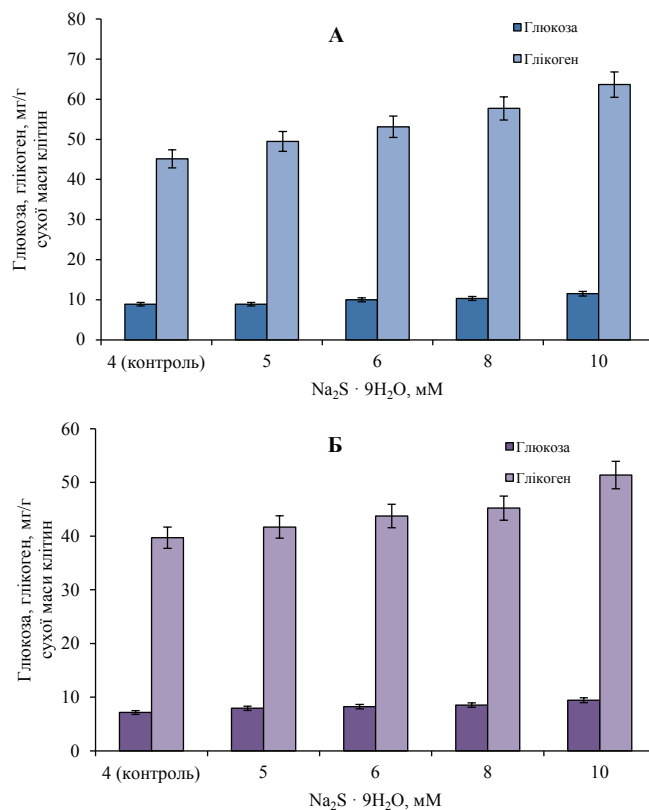 А
Глюкоза
Глікоген
Глюкоза, глікоген, мг/г
сухої маси клітин
80
70
60
50
40
30
20
10
0
4 (контроль) 5 6 8 10
Na₂S · 9H₂O, мМ
Б
Глюкоза
Глікоген
Глюкоза, глікоген, мг/г
сухої маси клітин
60
50
40
30
20
10
0
4 (контроль) 5 6 8 10
Na₂S · 9H₂O, мМ